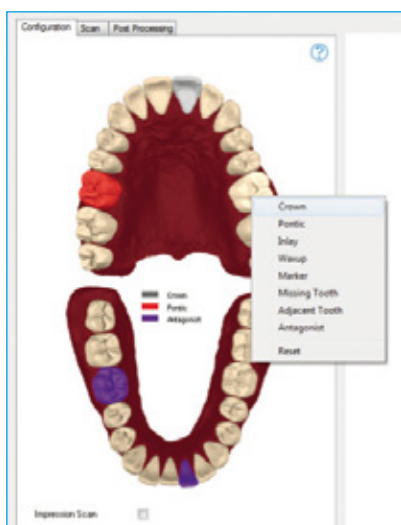 Configuration Scan Post Processing
?
Crown
Pontic
Inlay
Waxup
Marker
Missing Tooth
Adjacent Tooth
Antagonist
Reset
Crown
Pontic
Antagonist
Impression Scan